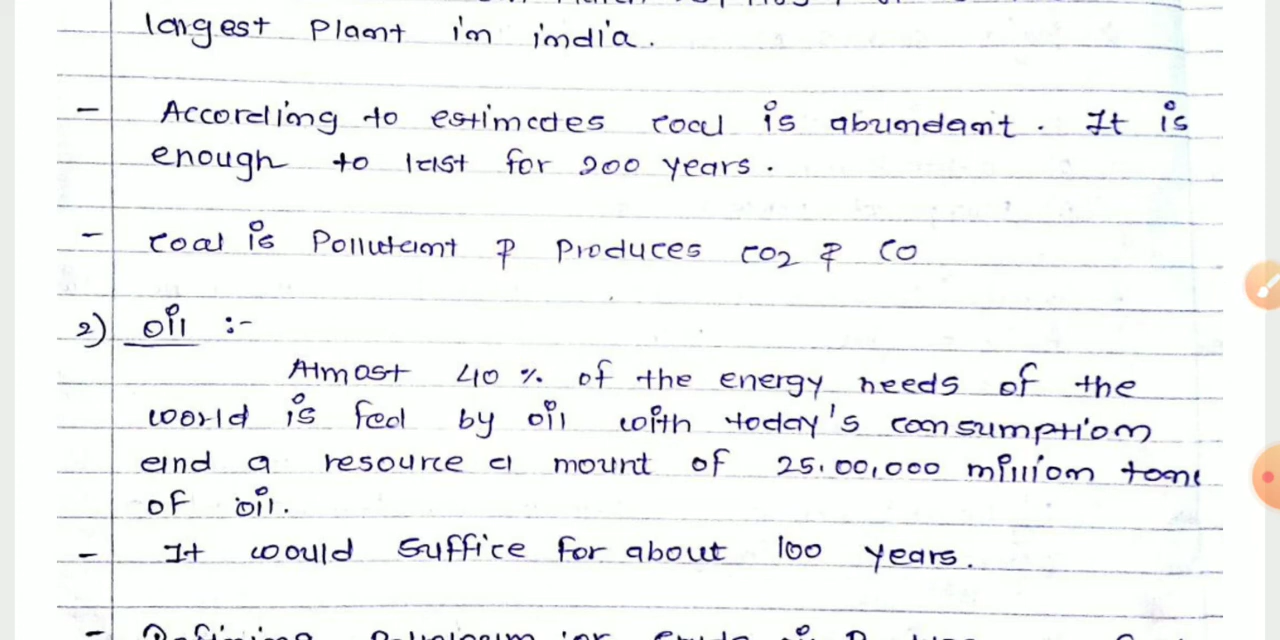 largest Plant in india.
- According to estimates coal is abundant. It is
enough to last for 200 years.
- coal is Pollutant & Produces CO2 & CO
2) oil :-
Almost 40 % of the energy needs of the
world is fed by oil with today's consumption
and a resource amount of 25,00,000 million tone
of oil.
- It would suffice for about 100 years.